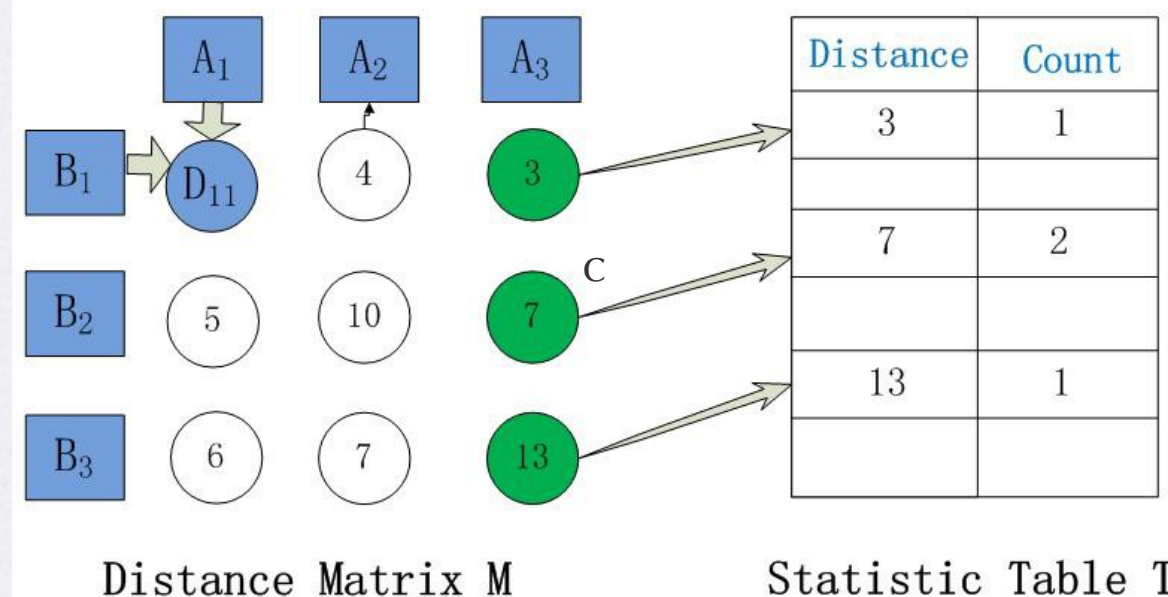 A₁ A₂ A₃ Distance Count
B₁ D₁₁ 4 3 3 1
7 2
B₂ 5 10 7 C
13 1
B₃ 6 7 13
Distance Matrix M Statistic Table T